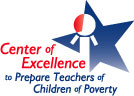 Center of
Excellence
to Prepare Teachers of
Children of Poverty